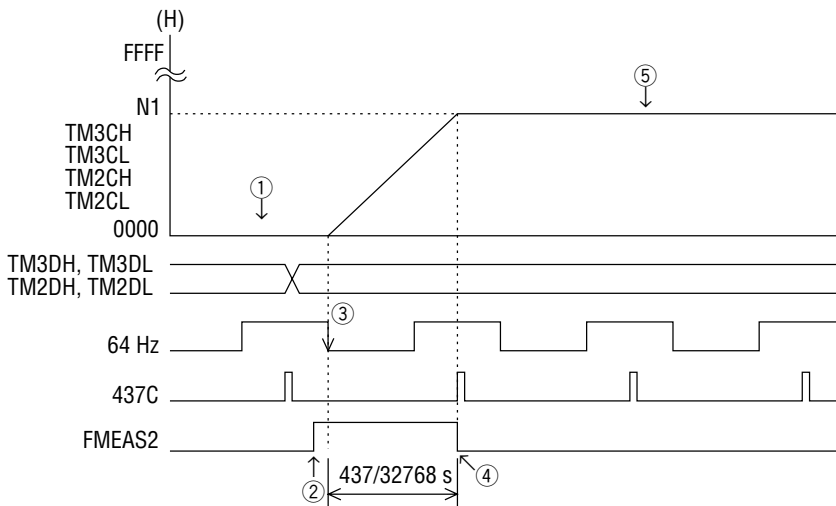 (H)
FFFF
N1
⑤
TM3CH
TM3CL
TM2CH
TM2CL
①
0000
TM3DH, TM3DL
TM2DH, TM2DL
③
64 Hz
437C
FMEAS2
②
437/32768 s
④